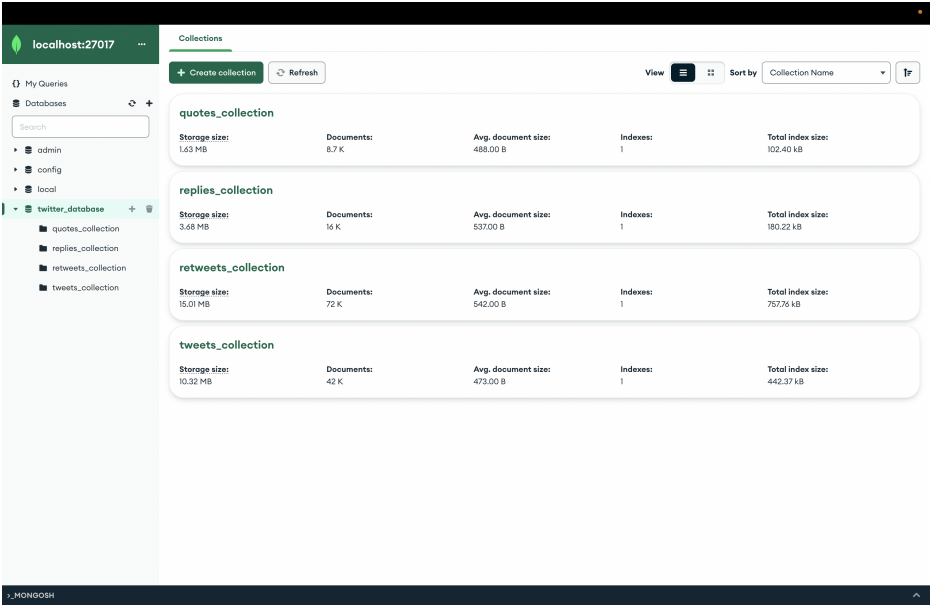 localhost:27017 ...
{} My Queries
Databases
Search
admin
config
local
twitter_database
quotes_collection
replies_collection
retweets_collection
tweets_collection
Collections
Create collection
Refresh
View
Sort by
Collection Name
quotes_collection
Storage size: Documents: Avg. document size: Indexes: Total index size:
1.63 MB 8.7 K 488.00 B 1 102.40 kB
replies_collection
Storage size: Documents: Avg. document size: Indexes: Total index size:
3.68 MB 16 K 537.00 B 1 180.22 kB
retweets_collection
Storage size: Documents: Avg. document size: Indexes: Total index size:
15.01 MB 72 K 542.00 B 1 757.76 kB
tweets_collection
Storage size: Documents: Avg. document size: Indexes: Total index size:
10.32 MB 42 K 473.00 B 1 442.37 kB
>_MONGOSH